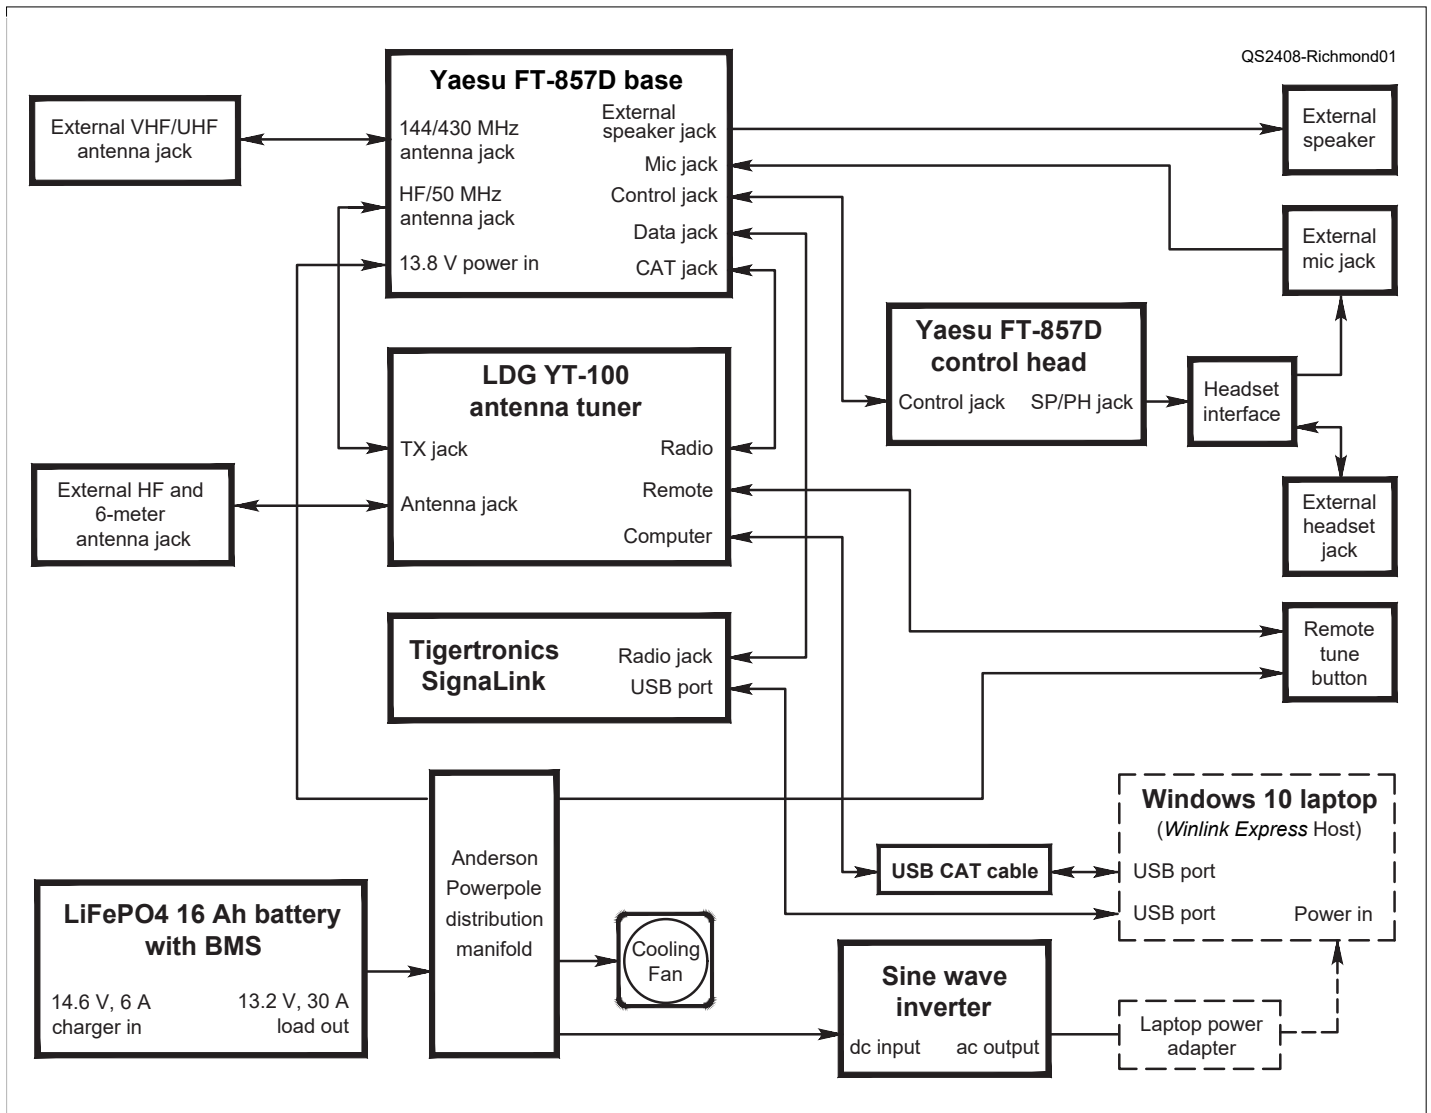 QS2408-Richmond01
Yaesu FT-857D base
144/430 MHz
antenna jack
HF/50 MHz
antenna jack
13.8 V power in
External
speaker jack
Mic jack
Control jack
Data jack
CAT jack
External VHF/UHF
antenna jack
External
speaker
External
mic jack
Yaesu FT-857D
control head
Control jack
SP/PH jack
Headset
interface
External
headset
jack
LDG YT-100
antenna tuner
TX jack
Antenna jack
Radio
Remote
Computer
External HF and
6-meter
antenna jack
Remote
tune
button
Tigertronics
SignaLink
Radio jack
USB port
Windows 10 laptop
(Winlink Express Host)
USB port
USB port
Power in
USB CAT cable
Anderson
Powerpole
distribution
manifold
LiFePO4 16 Ah battery
with BMS
14.6 V, 6 A
charger in
13.2 V, 30 A
load out
Cooling
Fan
Sine wave
inverter
dc input
ac output
Laptop power
adapter